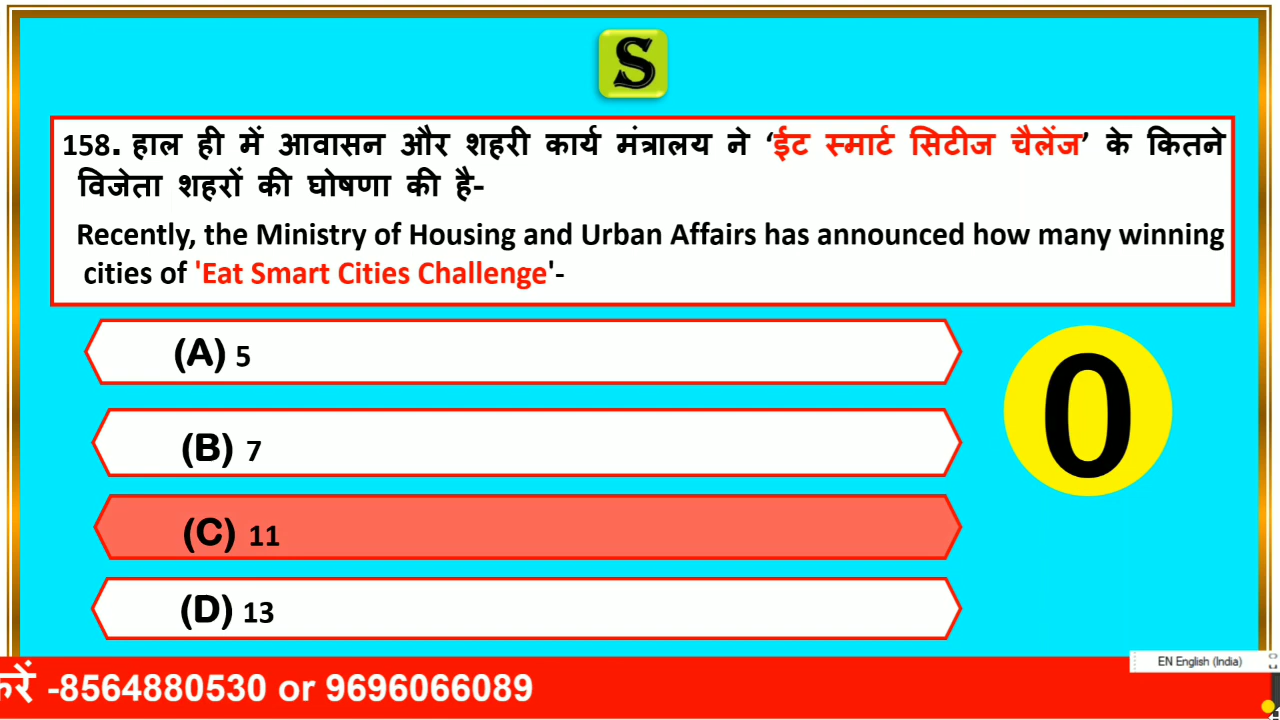 S
158. हाल ही में आवासन और शहरी कार्य मंत्रालय ने ‘ईट स्मार्ट सिटीज चैलेंज’ के कितने
विजेता शहरों की घोषणा की है-
Recently, the Ministry of Housing and Urban Affairs has announced how many winning
cities of 'Eat Smart Cities Challenge'-
(A) 5
0
(B) 7
(C) 11
(D) 13
EN English (India)
करें -8564880530 or 9696066089